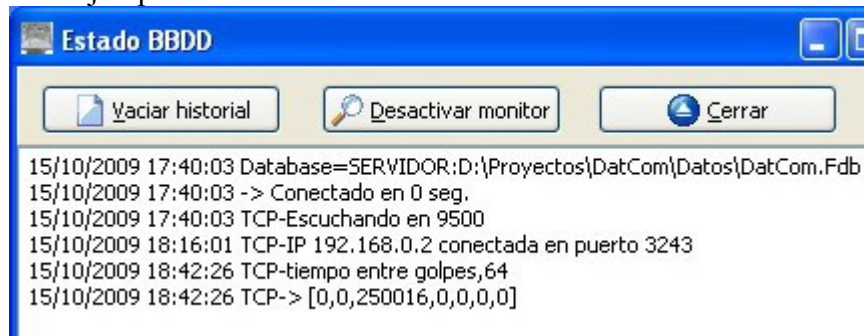 Estado BBDD
Vaciar historial Desactivar monitor Cerrar
15/10/2009 17:40:03 Database=SERVIDOR:D:\Proyectos\DatCom\Datos\DatCom.Fdb
15/10/2009 17:40:03 -> Conectado en 0 seg.
15/10/2009 17:40:03 TCP-Escuchando en 9500
15/10/2009 18:16:01 TCP-IP 192.168.0.2 conectada en puerto 3243
15/10/2009 18:42:26 TCP-tiempo entre golpes,64
15/10/2009 18:42:26 TCP-> [0,0,250016,0,0,0,0]